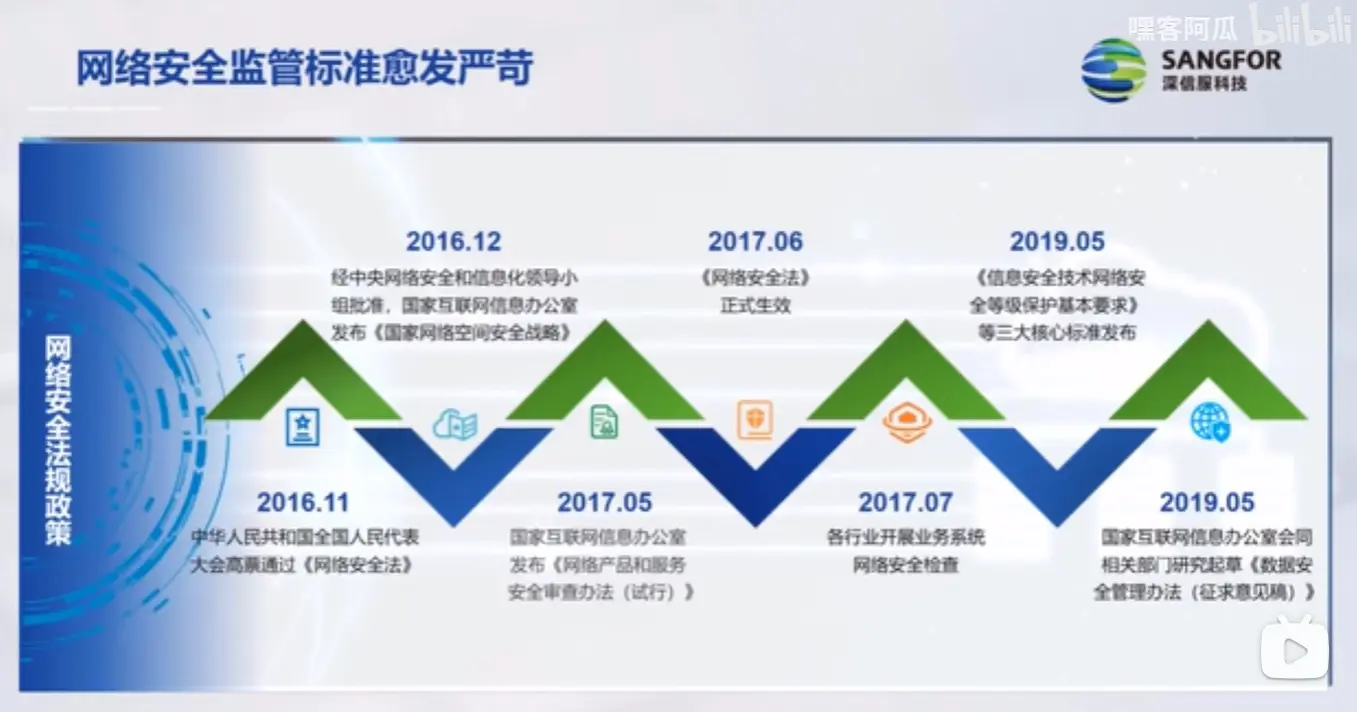 嘿客阿瓜 bilibili
网络安全监管标准愈发严苛
SANGFOR
深信服科技
网络安全法规政策
2016.12
经中央网络安全和信息化领导小
组批准，国家互联网信息办公室
发布《国家网络空间安全战略》
2017.06
《网络安全法》
正式生效
2019.05
《信息安全技术网络安
全等级保护基本要求》
等三大核心标准发布
2016.11
中华人民共和国全国人民代表
大会高票通过《网络安全法》
2017.05
国家互联网信息办公室
发布《网络产品和服务
安全审查办法（试行）》
2017.07
各行业开展业务系统
网络安全检查
2019.05
国家互联网信息办公室会同
相关部门研究起草《数据安
全管理办法（征求意见稿）》